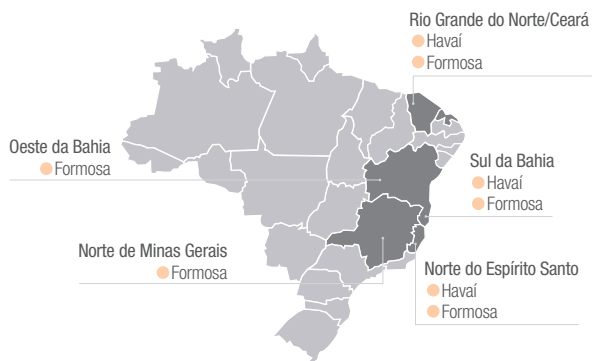 Rio Grande do Norte/Ceará
Havaí
Formosa
Oeste da Bahia
Formosa
Sul da Bahia
Havaí
Formosa
Norte de Minas Gerais
Formosa
Norte do Espírito Santo
Havaí
Formosa